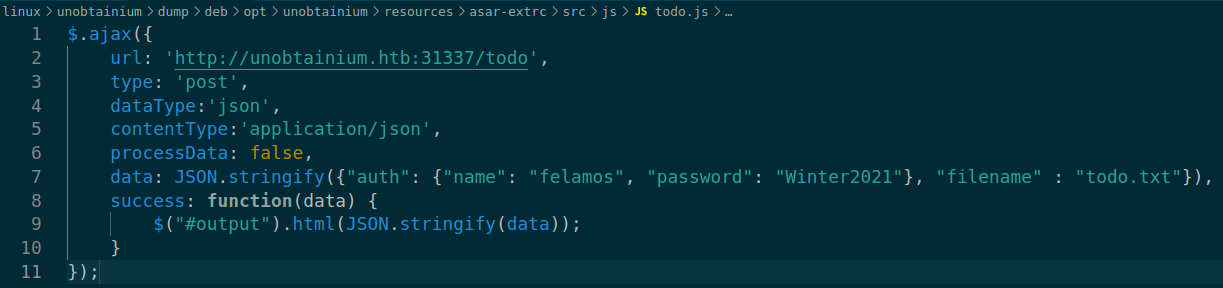 linux > unobtainium > dump > deb > opt > unobtainium > resources > asar-extrc > src > js > JS todo.js > …
1 $.ajax({
2     url: 'http://unobtainium.htb:31337/todo',
3     type: 'post',
4     dataType:'json',
5     contentType:'application/json',
6     processData: false,
7     data: JSON.stringify({"auth": {"name": "felamos", "password": "Winter2021"}, "filename" : "todo.txt"}),
8     success: function(data) {
9         $("#output").html(JSON.stringify(data));
10     }
11 });